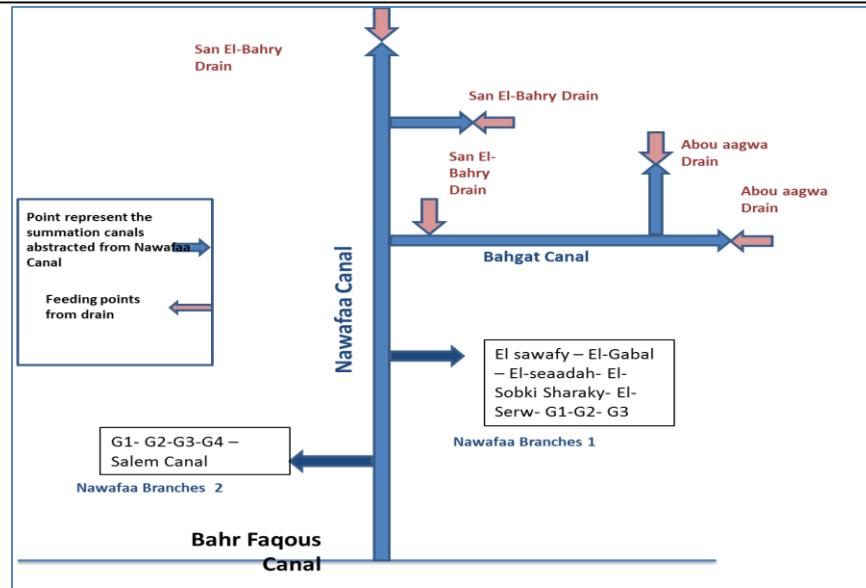 San El-Bahry
Drain
San El-Bahry Drain
San El-
Bahry
Drain
Abou aagwa
Drain
Abou aagwa
Drain
Point represent the
summation canals
abstracted from Nawafaa
Canal
Feeding points
from drain
Nawafaa Canal
Bahgat Canal
El sawafy – El-Gabal
– El-seaadah- El-
Sobki Sharaky- El-
Serw- G1-G2- G3
Nawafaa Branches 1
G1- G2-G3-G4 –
Salem Canal
Nawafaa Branches 2
Bahr Faqous
Canal